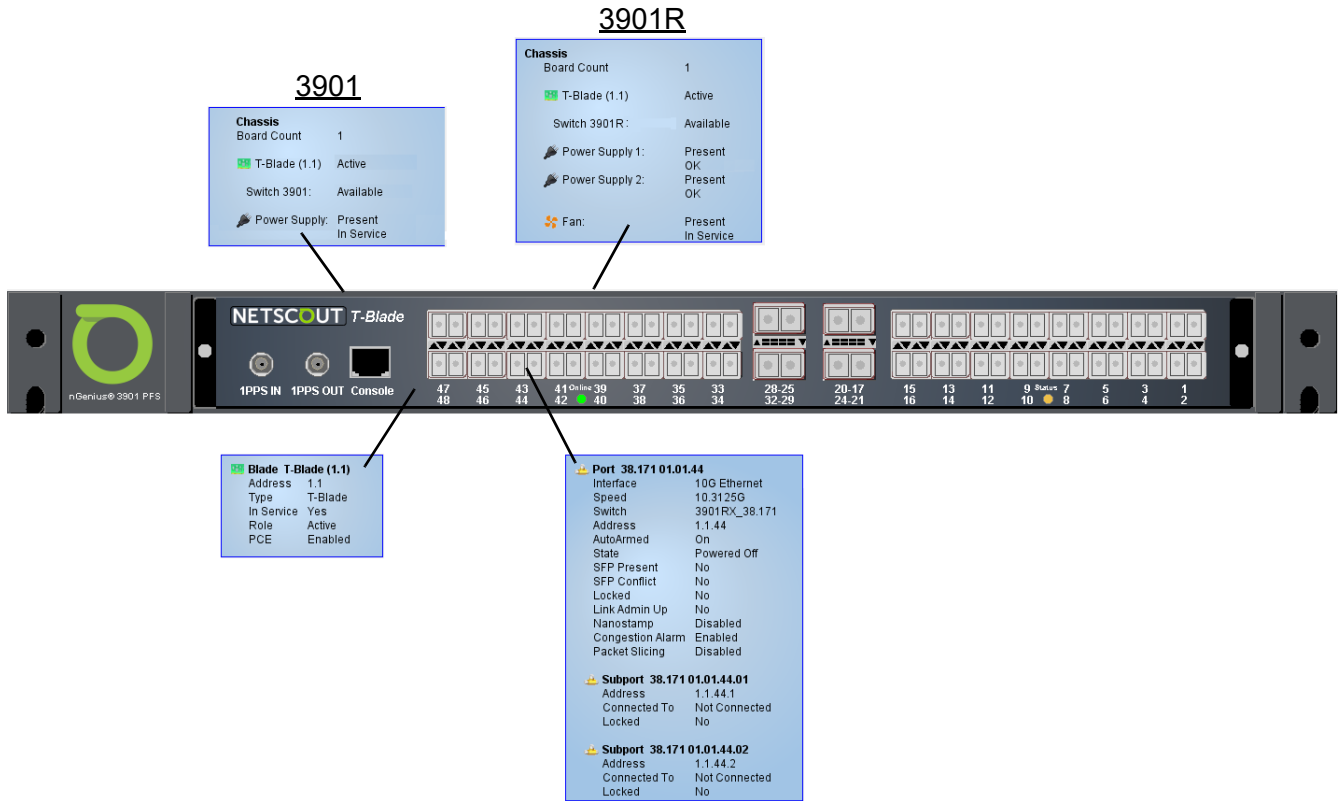 3901R
Chassis
Board Count 1
T-Blade (1.1) Active
Switch 3901R: Available
Power Supply 1: Present
OK
Power Supply 2: Present
OK
Fan: Present
In Service
3901
Chassis
Board Count 1
T-Blade (1.1) Active
Switch 3901: Available
Power Supply: Present
In Service
NETSCOUT T-Blade
1PPS IN 1PPS OUT Console
nGenius® 3901 PFS
47 45 43 41 Online 39 37 35 33 28-25 20-17 15 13 11 9 Status 7 5 3 1
48 46 44 42 40 38 36 34 32-29 24-21 16 14 12 10 8 6 4 2
Blade T-Blade (1.1)
Address 1.1
Type T-Blade
In Service Yes
Role Active
PCE Enabled
Port 38.171 01.01.44
Interface 10G Ethernet
Speed 10.3125G
Switch 3901RX_38.171
Address 1.1.44
AutoArmed On
State Powered Off
SFP Present No
SFP Conflict No
Locked No
Link Admin Up No
Nanostamp Disabled
Congestion Alarm Enabled
Packet Slicing Disabled
Subport 38.171 01.01.44.01
Address 1.1.44.1
Connected To Not Connected
Locked No
Subport 38.171 01.01.44.02
Address 1.1.44.2
Connected To Not Connected
Locked No